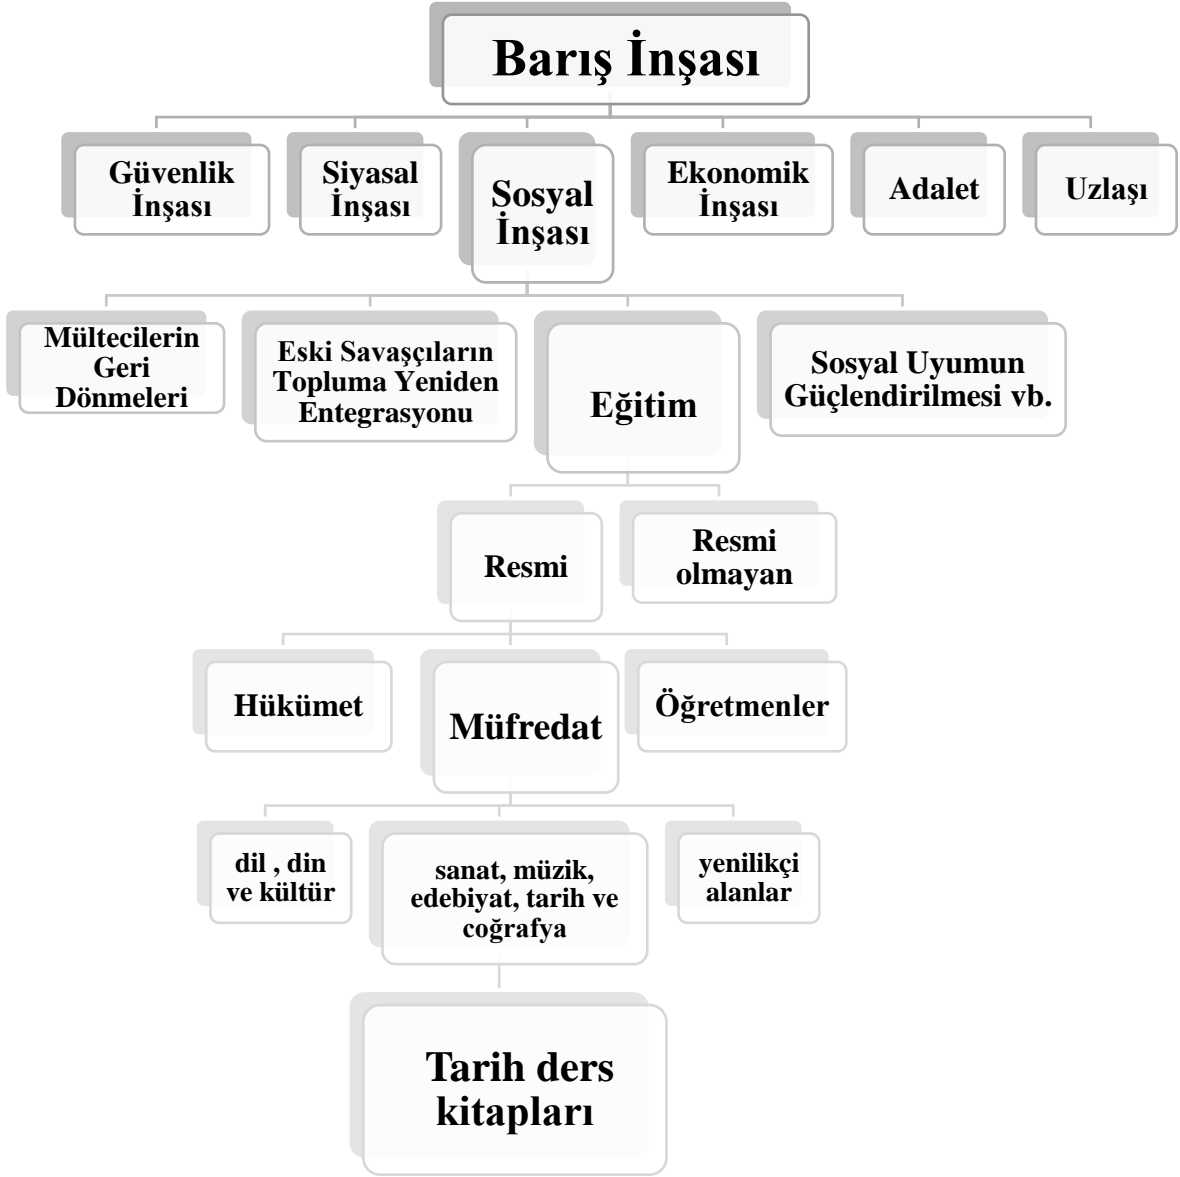 Barış İnşası
Güvenlik
İnşası
Siyasal
İnşası
Sosyal
İnşası
Ekonomik
İnşası
Adalet
Uzlaşı
Mültecilerin
Geri
Dönmeleri
Eski Savaşçıların
Topluma Yeniden
Entegrasyonu
Eğitim
Sosyal Uyumun
Güçlendirilmesi vb.
Resmi
Resmi
olmayan
Hükümet
Müfredat
Öğretmenler
dil , din
ve kültür
sanat, müzik,
edebiyat, tarih ve
coğrafya
yenilikçi
alanlar
Tarih ders
kitapları